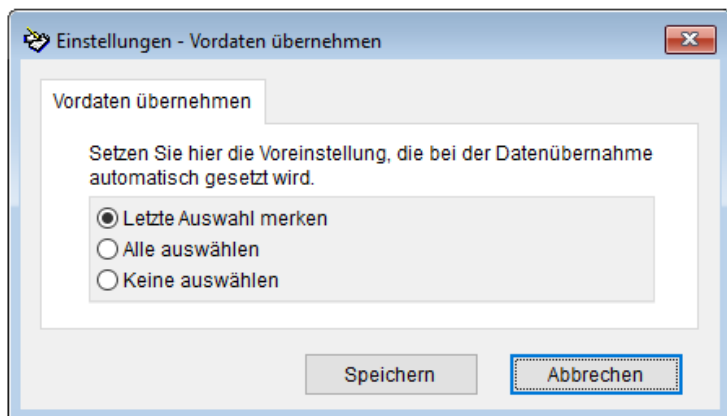 Einstellungen - Vordaten übernehmen
Vordaten übernehmen
Setzen Sie hier die Voreinstellung, die bei der Datenübernahme
automatisch gesetzt wird.
Letzte Auswahl merken
Alle auswählen
Keine auswählen
Speichern
Abbrechen